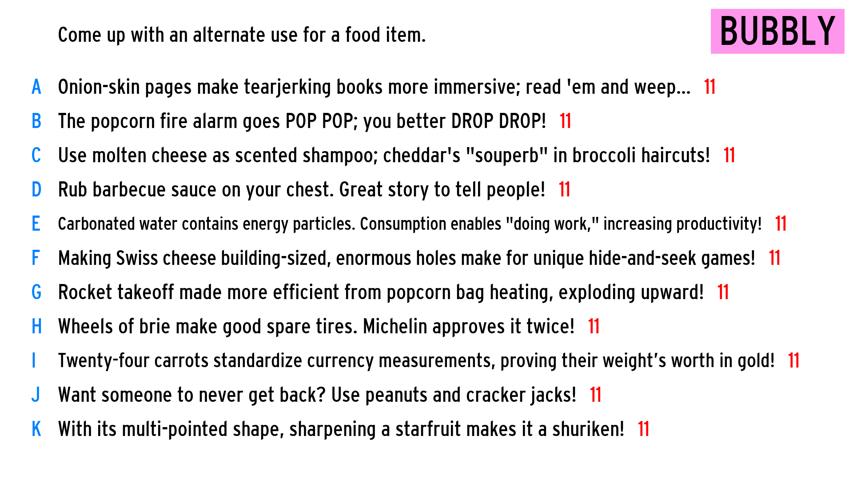 Come up with an alternate use for a food item.
BUBBLY
A Onion-skin pages make tearjerking books more immersive; read 'em and weep... 11
B The popcorn fire alarm goes POP POP; you better DROP DROP! 11
C Use molten cheese as scented shampoo; cheddar's "souperb" in broccoli haircuts! 11
D Rub barbecue sauce on your chest. Great story to tell people! 11
E Carbonated water contains energy particles. Consumption enables "doing work," increasing productivity! 11
F Making Swiss cheese building-sized, enormous holes make for unique hide-and-seek games! 11
G Rocket takeoff made more efficient from popcorn bag heating, exploding upward! 11
H Wheels of brie make good spare tires. Michelin approves it twice! 11
I Twenty-four carrots standardize currency measurements, proving their weight's worth in gold! 11
J Want someone to never get back? Use peanuts and cracker jacks! 11
K With its multi-pointed shape, sharpening a starfruit makes it a shuriken! 11